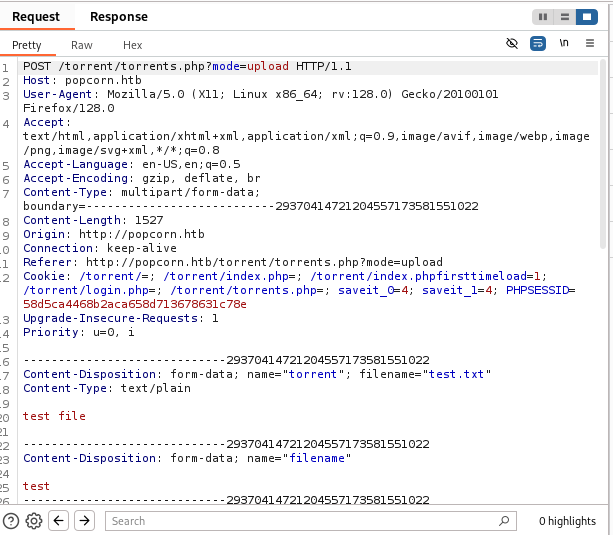 Request Response
Pretty Raw Hex
\n
1 POST /torrent/torrents.php?mode=upload HTTP/1.1
2 Host: popcorn.htb
3 User-Agent: Mozilla/5.0 (X11; Linux x86_64; rv:128.0) Gecko/20100101
Firefox/128.0
4 Accept:
text/html,application/xhtml+xml,application/xml;q=0.9,image/avif,image/webp,image
/png,image/svg+xml,*/*;q=0.8
5 Accept-Language: en-US,en;q=0.5
6 Accept-Encoding: gzip, deflate, br
7 Content-Type: multipart/form-data;
boundary=---------------------------29370414721204557173581551022
8 Content-Length: 1527
9 Origin: http://popcorn.htb
10 Connection: keep-alive
11 Referer: http://popcorn.htb/torrent/torrents.php?mode=upload
12 Cookie: /torrent/=; /torrent/index.php=; /torrent/index.phpfirsttimeload=1;
/torrent/login.php=; /torrent/torrents.php=; saveit_0=4; saveit_1=4; PHPSESSID=
58d5ca4468b2aca658d713678631c78e
13 Upgrade-Insecure-Requests: 1
14 Priority: u=0, i
15
16 -----------------------------29370414721204557173581551022
17 Content-Disposition: form-data; name="torrent"; filename="test.txt"
18 Content-Type: text/plain
19
20 test file
21
22 -----------------------------29370414721204557173581551022
23 Content-Disposition: form-data; name="filename"
24
25 test
26 -----------------------------29370414721204557173581551022
Search 0 highlights